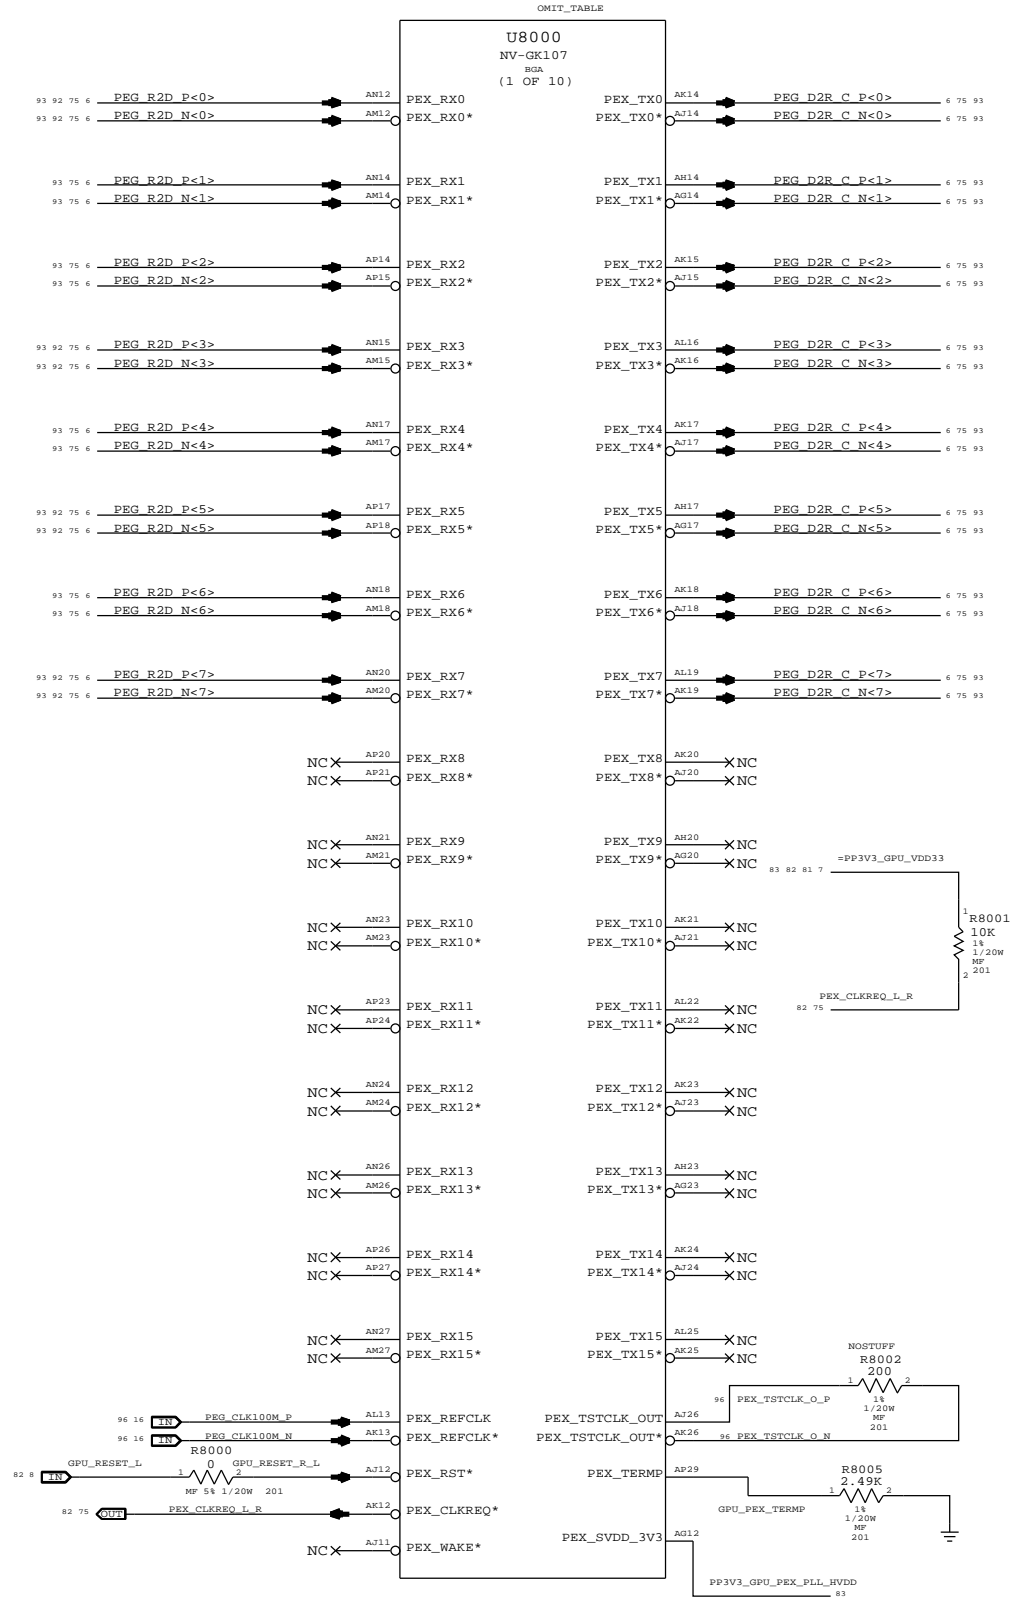 OMIT_TABLE
U8000
NV-GK107
BGA
(1 OF 10)
93 92 75 6 PEG_R2D_P<0> AN12 PEX_RX0 PEX_TX0 AK14 PEG_D2R_C_P<0> 6 75 93
93 92 75 6 PEG_R2D_N<0> AM12 PEX_RX0* PEX_TX0* AJ14 PEG_D2R_C_N<0> 6 75 93
93 75 6 PEG_R2D_P<1> AN14 PEX_RX1 PEX_TX1 AH14 PEG_D2R_C_P<1> 6 75 93
93 75 6 PEG_R2D_N<1> AM14 PEX_RX1* PEX_TX1* AG14 PEG_D2R_C_N<1> 6 75 93
93 75 6 PEG_R2D_P<2> AP14 PEX_RX2 PEX_TX2 AK15 PEG_D2R_C_P<2> 6 75 93
93 75 6 PEG_R2D_N<2> AP15 PEX_RX2* PEX_TX2* AJ15 PEG_D2R_C_N<2> 6 75 93
93 92 75 6 PEG_R2D_P<3> AN15 PEX_RX3 PEX_TX3 AL16 PEG_D2R_C_P<3> 6 75 93
93 92 75 6 PEG_R2D_N<3> AM15 PEX_RX3* PEX_TX3* AK16 PEG_D2R_C_N<3> 6 75 93
93 75 6 PEG_R2D_P<4> AN17 PEX_RX4 PEX_TX4 AK17 PEG_D2R_C_P<4> 6 75 93
93 75 6 PEG_R2D_N<4> AM17 PEX_RX4* PEX_TX4* AJ17 PEG_D2R_C_N<4> 6 75 93
93 92 75 6 PEG_R2D_P<5> AP17 PEX_RX5 PEX_TX5 AH17 PEG_D2R_C_P<5> 6 75 93
93 92 75 6 PEG_R2D_N<5> AP18 PEX_RX5* PEX_TX5* AG17 PEG_D2R_C_N<5> 6 75 93
93 75 6 PEG_R2D_P<6> AN18 PEX_RX6 PEX_TX6 AK18 PEG_D2R_C_P<6> 6 75 93
93 75 6 PEG_R2D_N<6> AM18 PEX_RX6* PEX_TX6* AJ18 PEG_D2R_C_N<6> 6 75 93
93 92 75 6 PEG_R2D_P<7> AN20 PEX_RX7 PEX_TX7 AL19 PEG_D2R_C_P<7> 6 75 93
93 92 75 6 PEG_R2D_N<7> AM20 PEX_RX7* PEX_TX7* AK19 PEG_D2R_C_N<7> 6 75 93
NC AP20 PEX_RX8 PEX_TX8 AK20 NC
NC AP21 PEX_RX8* PEX_TX8* AJ20 NC
NC AN21 PEX_RX9 PEX_TX9 AH20 NC
NC AM21 PEX_RX9* PEX_TX9* AG20 NC
=PP3V3_GPU_VDD33
83 82 81 7
1
R8001
10K
1%
1/20W
MF
201
2
PEX_CLKREQ_L_R
82 75
NC AN23 PEX_RX10 PEX_TX10 AK21 NC
NC AM23 PEX_RX10* PEX_TX10* AJ21 NC
NC AP23 PEX_RX11 PEX_TX11 AL22 NC
NC AP24 PEX_RX11* PEX_TX11* AK22 NC
NC AN24 PEX_RX12 PEX_TX12 AK23 NC
NC AM24 PEX_RX12* PEX_TX12* AJ23 NC
NC AN26 PEX_RX13 PEX_TX13 AH23 NC
NC AM26 PEX_RX13* PEX_TX13* AG23 NC
NC AP26 PEX_RX14 PEX_TX14 AK24 NC
NC AP27 PEX_RX14* PEX_TX14* AJ24 NC
NC AN27 PEX_RX15 PEX_TX15 AL25 NC
NC AM27 PEX_RX15* PEX_TX15* AK25 NC
NOSTUFF
R8002
200
1 2
1%
1/20W
MF
201
96 PEX_TSTCLK_O_P
96 16 IN PEG_CLK100M_P AL13 PEX_REFCLK PEX_TSTCLK_OUT AJ26
96 16 IN PEG_CLK100M_N AK13 PEX_REFCLK* PEX_TSTCLK_OUT* AK26 96 PEX_TSTCLK_O_N
R8000
0
82 8 IN GPU_RESET_L 1 2 GPU_RESET_R_L AJ12 PEX_RST* PEX_TERMP AP29
MF 5% 1/20W 201
R8005
2.49K
1 2
1%
1/20W
MF
201
GPU_PEX_TERMP
82 75 OUT PEX_CLKREQ_L_R AK12 PEX_CLKREQ*
PEX_SVDD_3V3 AG12
NC AJ11 PEX_WAKE*
PP3V3_GPU_PEX_PLL_HVDD
83